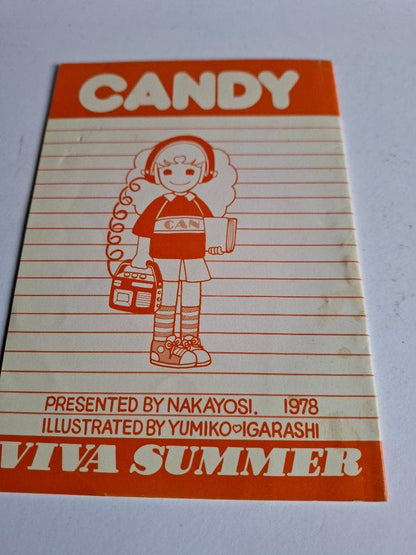 CANDY
CAN
PRESENTED BY NAKAYOSI. 1978
ILLUSTRATED BY YUMIKO♡IGARASHI
VIVA SUMMER